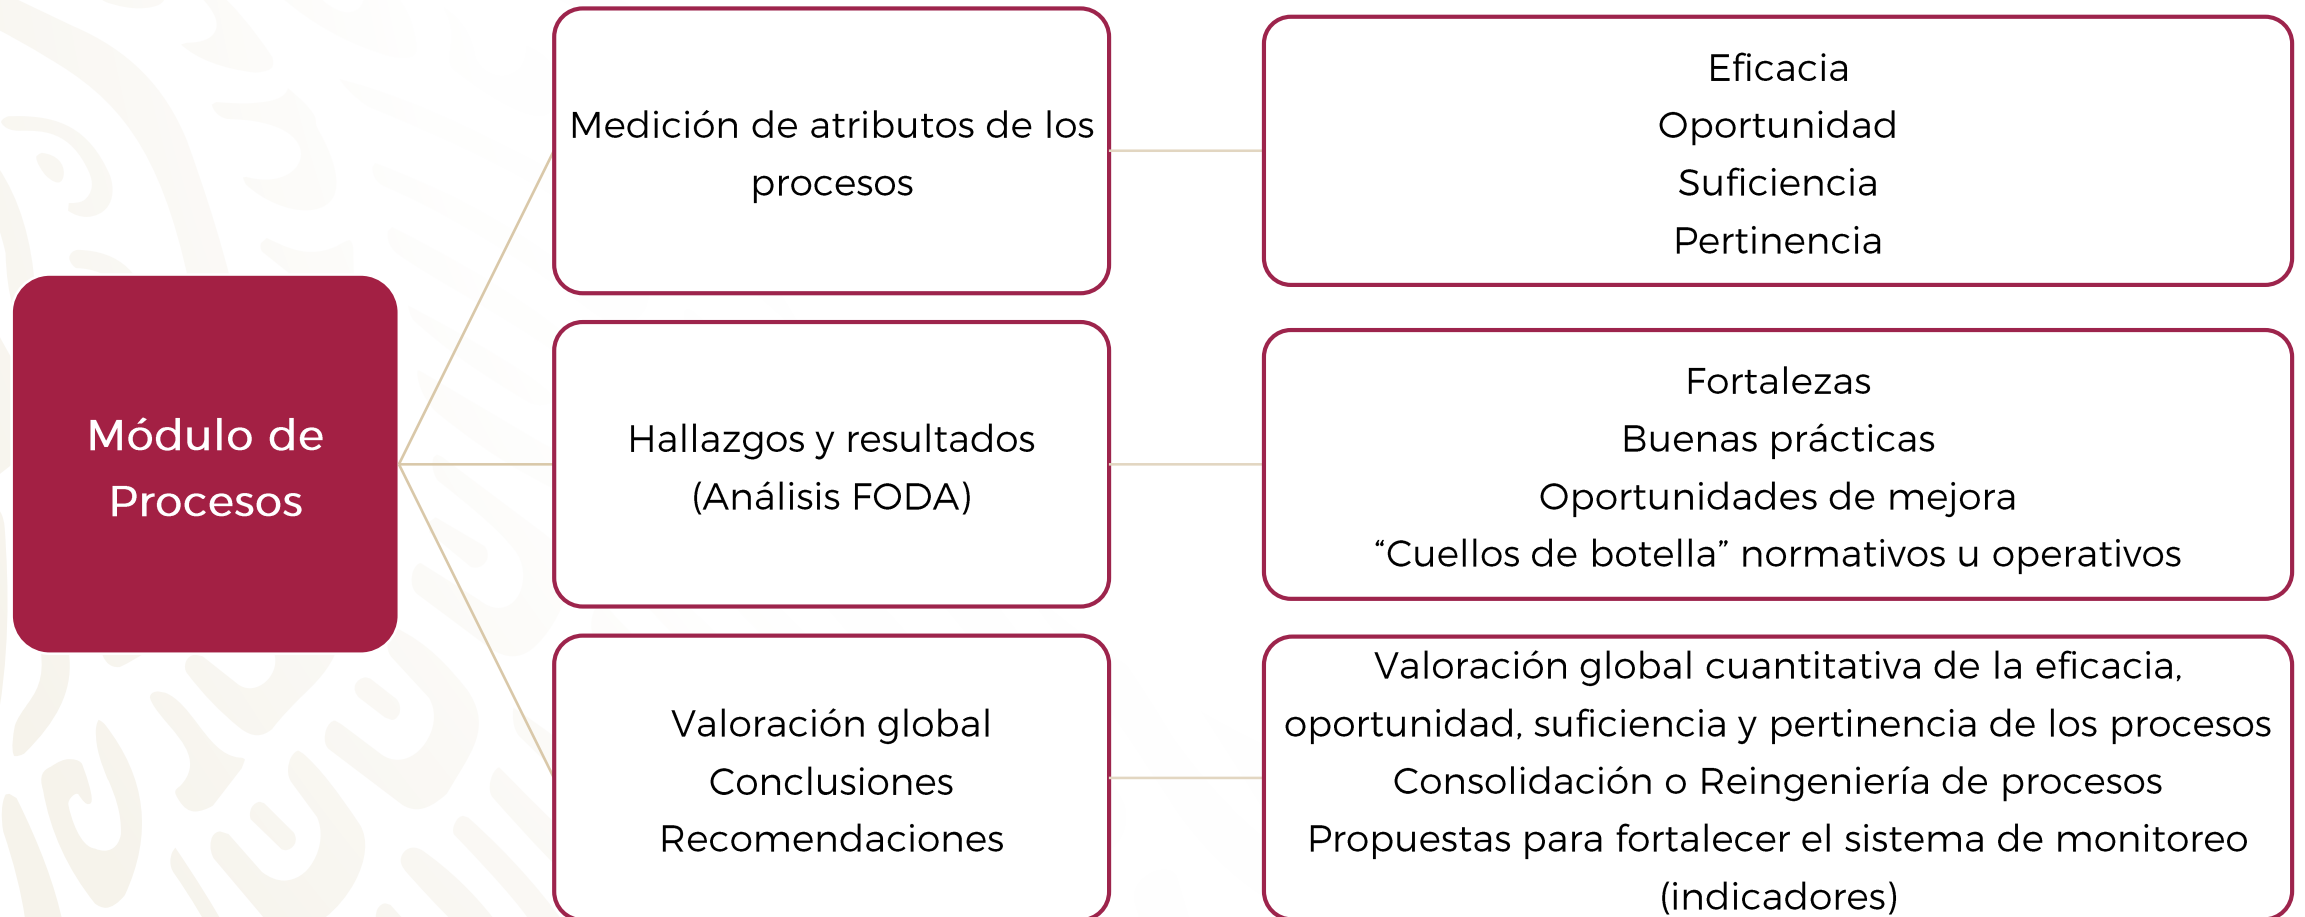 Módulo de
Procesos
Medición de atributos de los
procesos
Eficacia
Oportunidad
Suficiencia
Pertinencia
Hallazgos y resultados
(Análisis FODA)
Fortalezas
Buenas prácticas
Oportunidades de mejora
“Cuellos de botella” normativos u operativos
Valoración global
Conclusiones
Recomendaciones
Valoración global cuantitativa de la eficacia,
oportunidad, suficiencia y pertinencia de los procesos
Consolidación o Reingeniería de procesos
Propuestas para fortalecer el sistema de monitoreo
(indicadores)